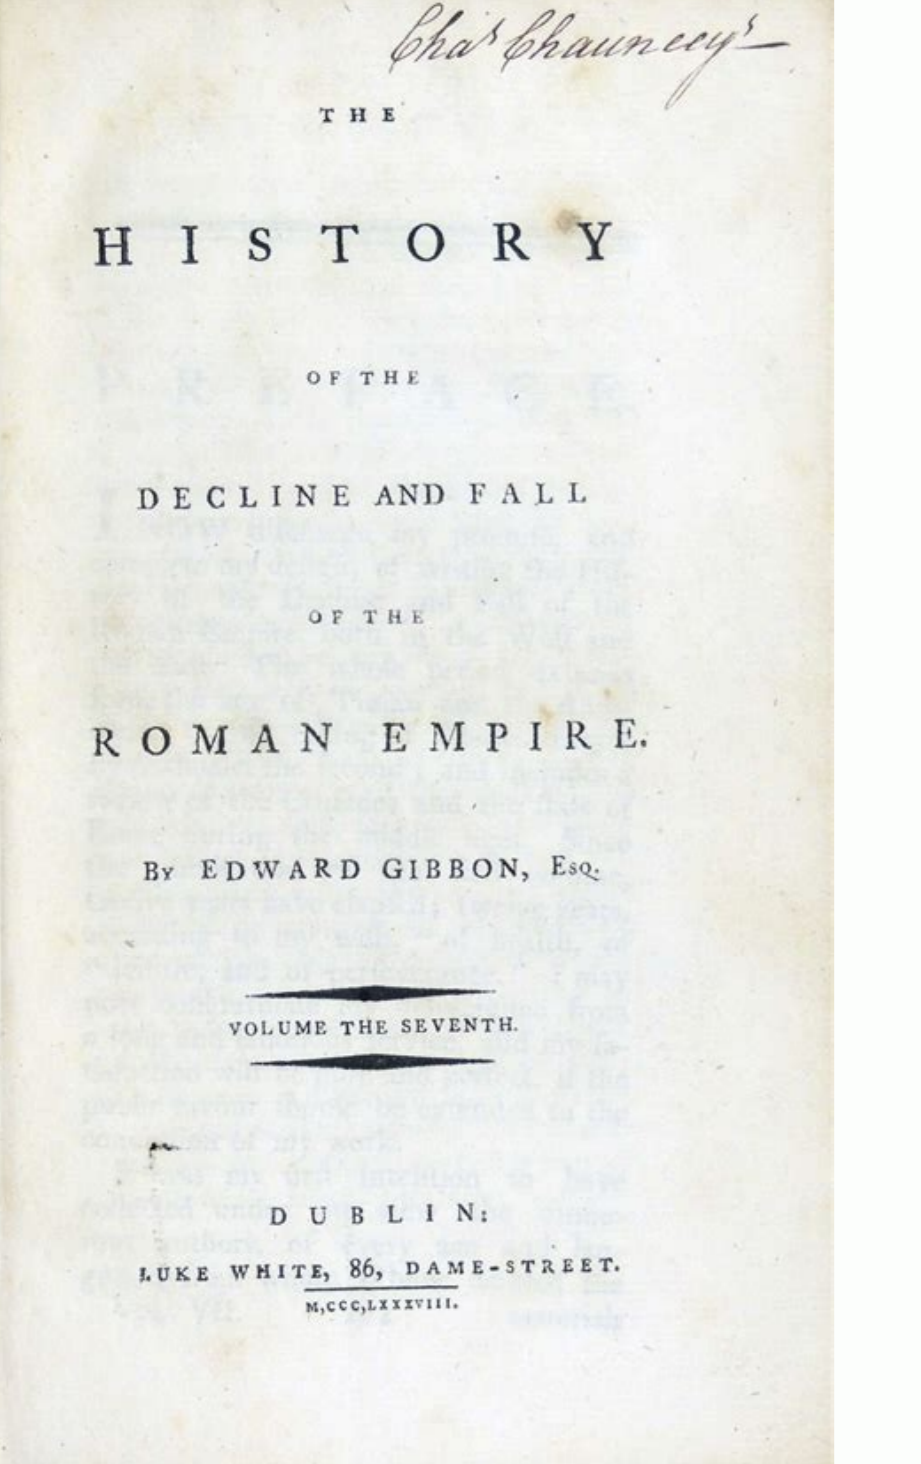 Chas Chauncey's
THE
HISTORY
OF THE
DECLINE AND FALL
OF THE
ROMAN EMPIRE.
By EDWARD GIBBON, Esq.
VOLUME THE SEVENTH.
DUBLIN:
LUKE WHITE, 86, DAME-STREET.
M,CCC,LXXXVIII.